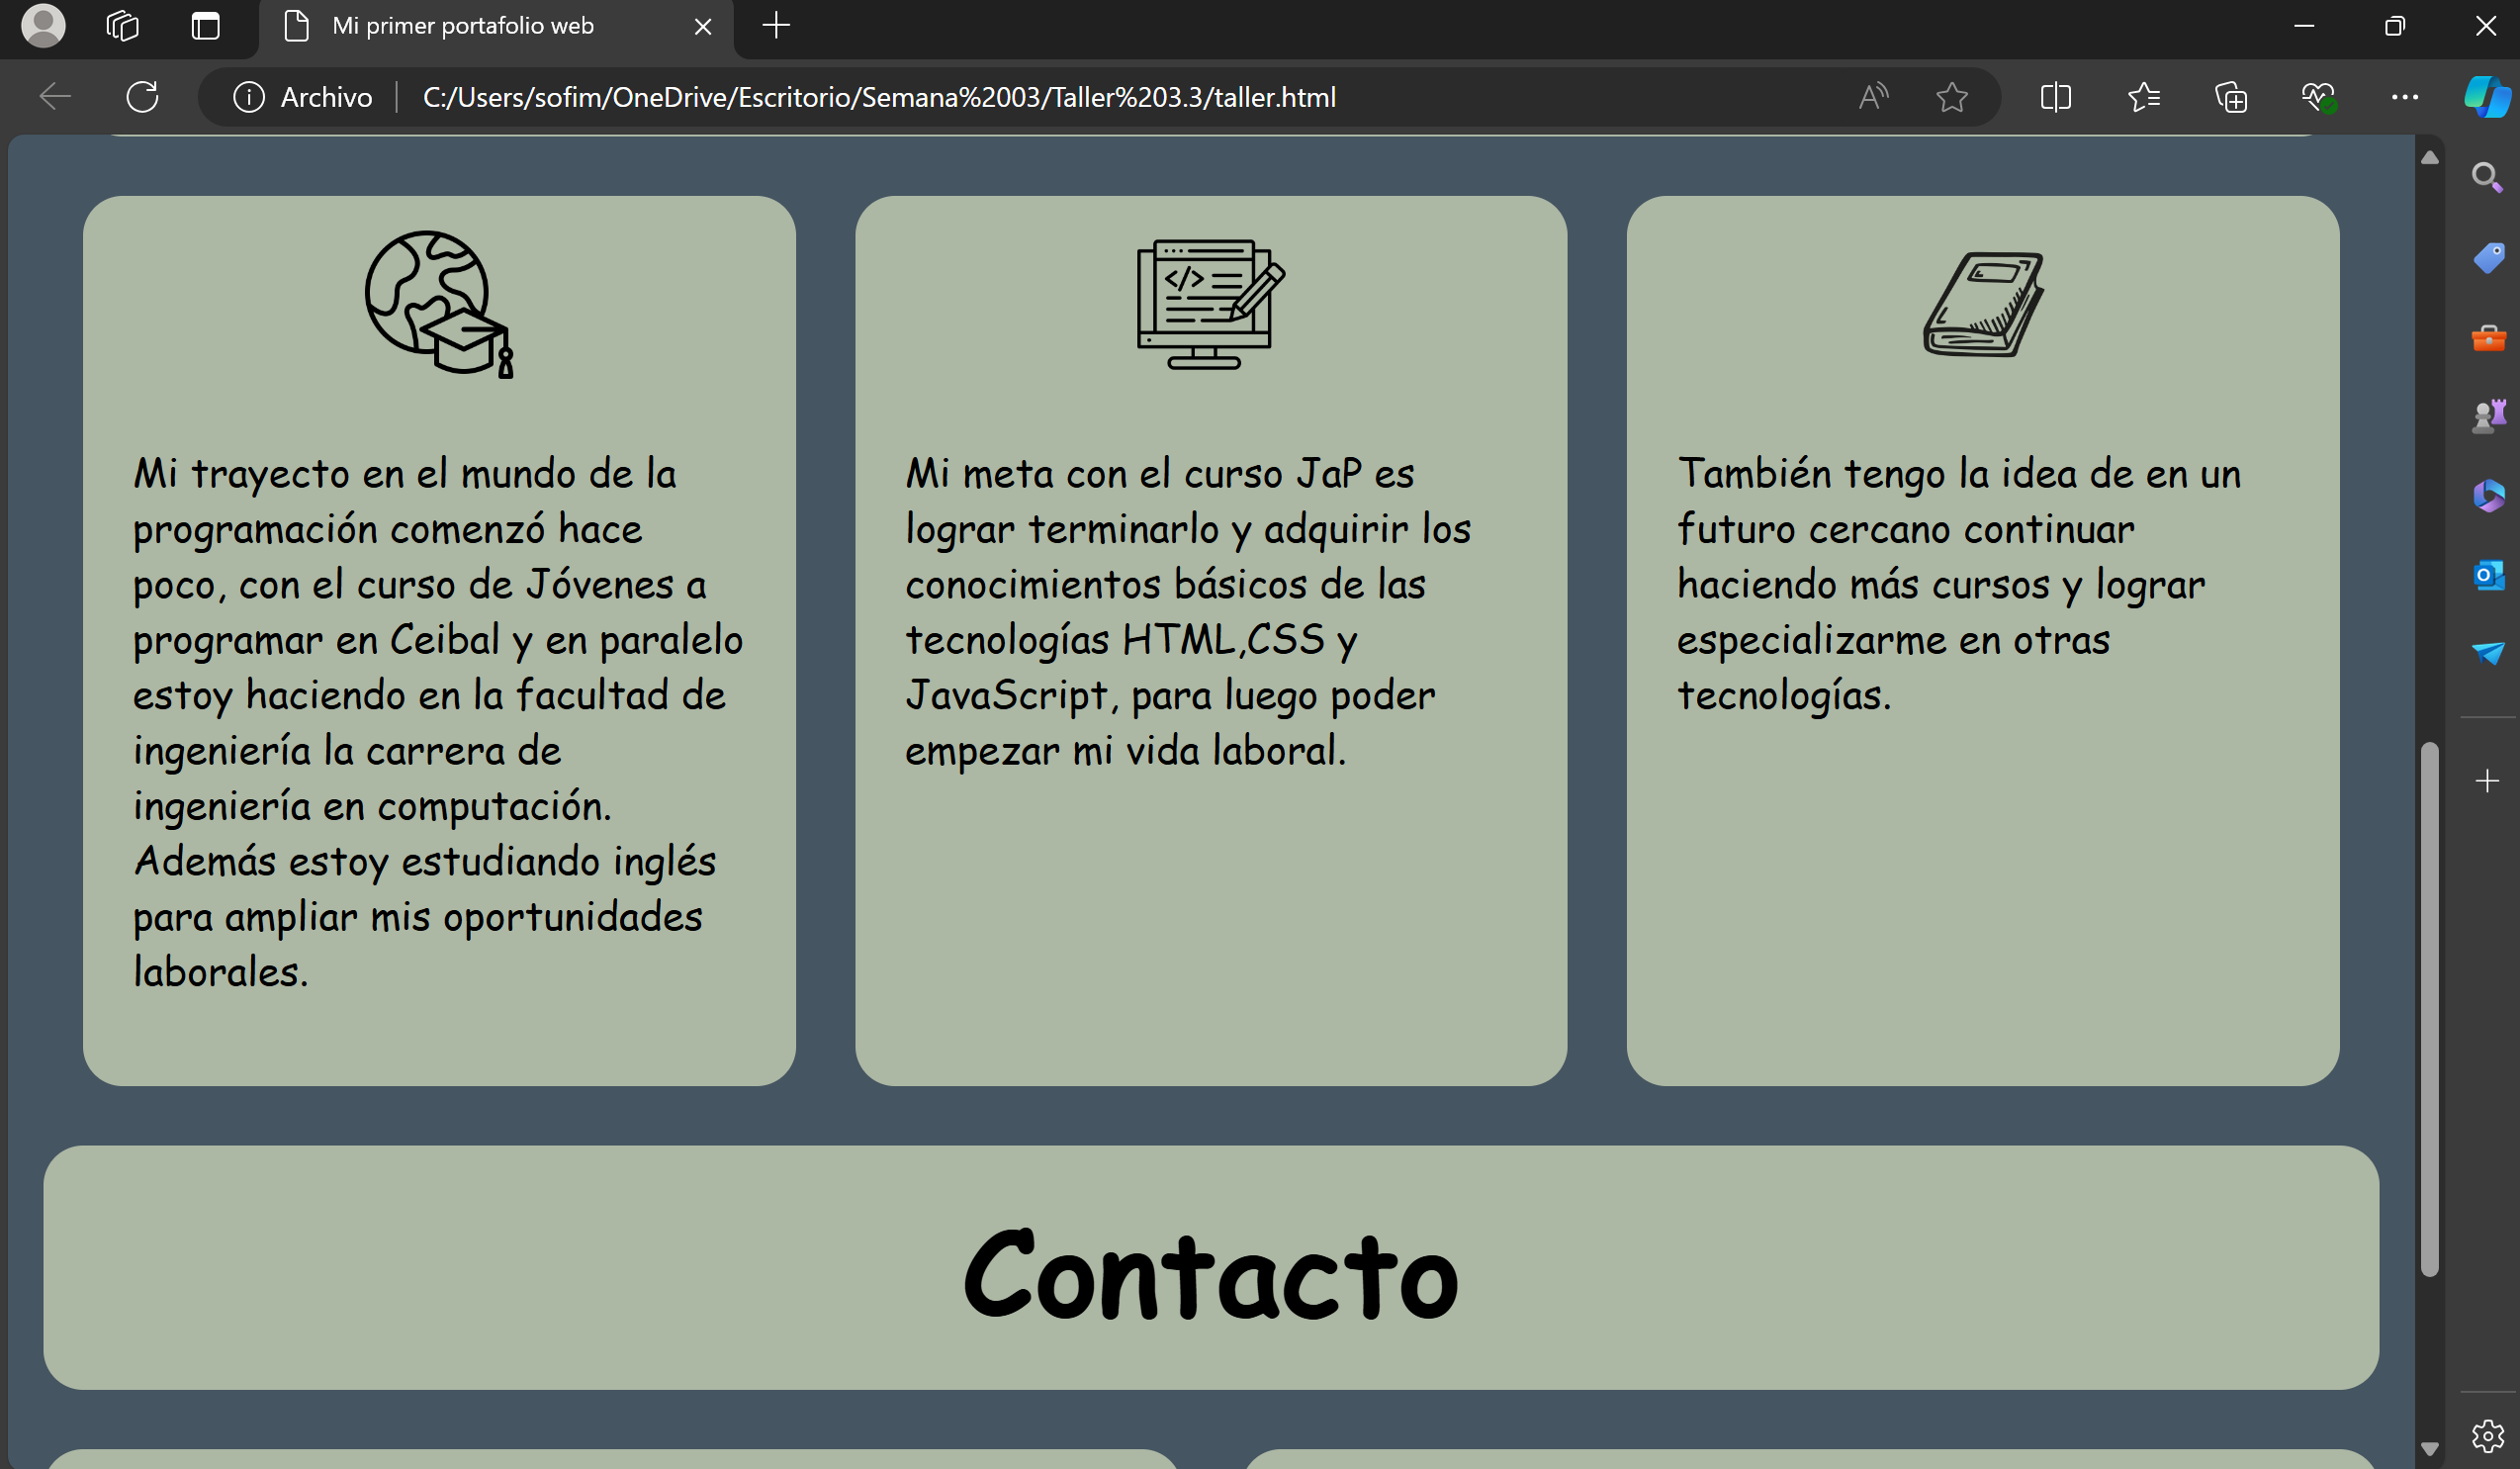 Mi primer portafolio web
Archivo
C:/Users/sofim/OneDrive/Escritorio/Semana%2003/Taller%203.3/taller.html
Mi trayecto en el mundo de la
programación comenzó hace
poco, con el curso de Jóvenes a
programar en Ceibal y en paralelo
estoy haciendo en la facultad de
ingeniería la carrera de
ingeniería en computación.
Además estoy estudiando inglés
para ampliar mis oportunidades
laborales.
Mi meta con el curso JaP es
lograr terminarlo y adquirir los
conocimientos básicos de las
tecnologías HTML,CSS y
JavaScript, para luego poder
empezar mi vida laboral.
También tengo la idea de en un
futuro cercano continuar
haciendo más cursos y lograr
especializarme en otras
tecnologías.
Contacto